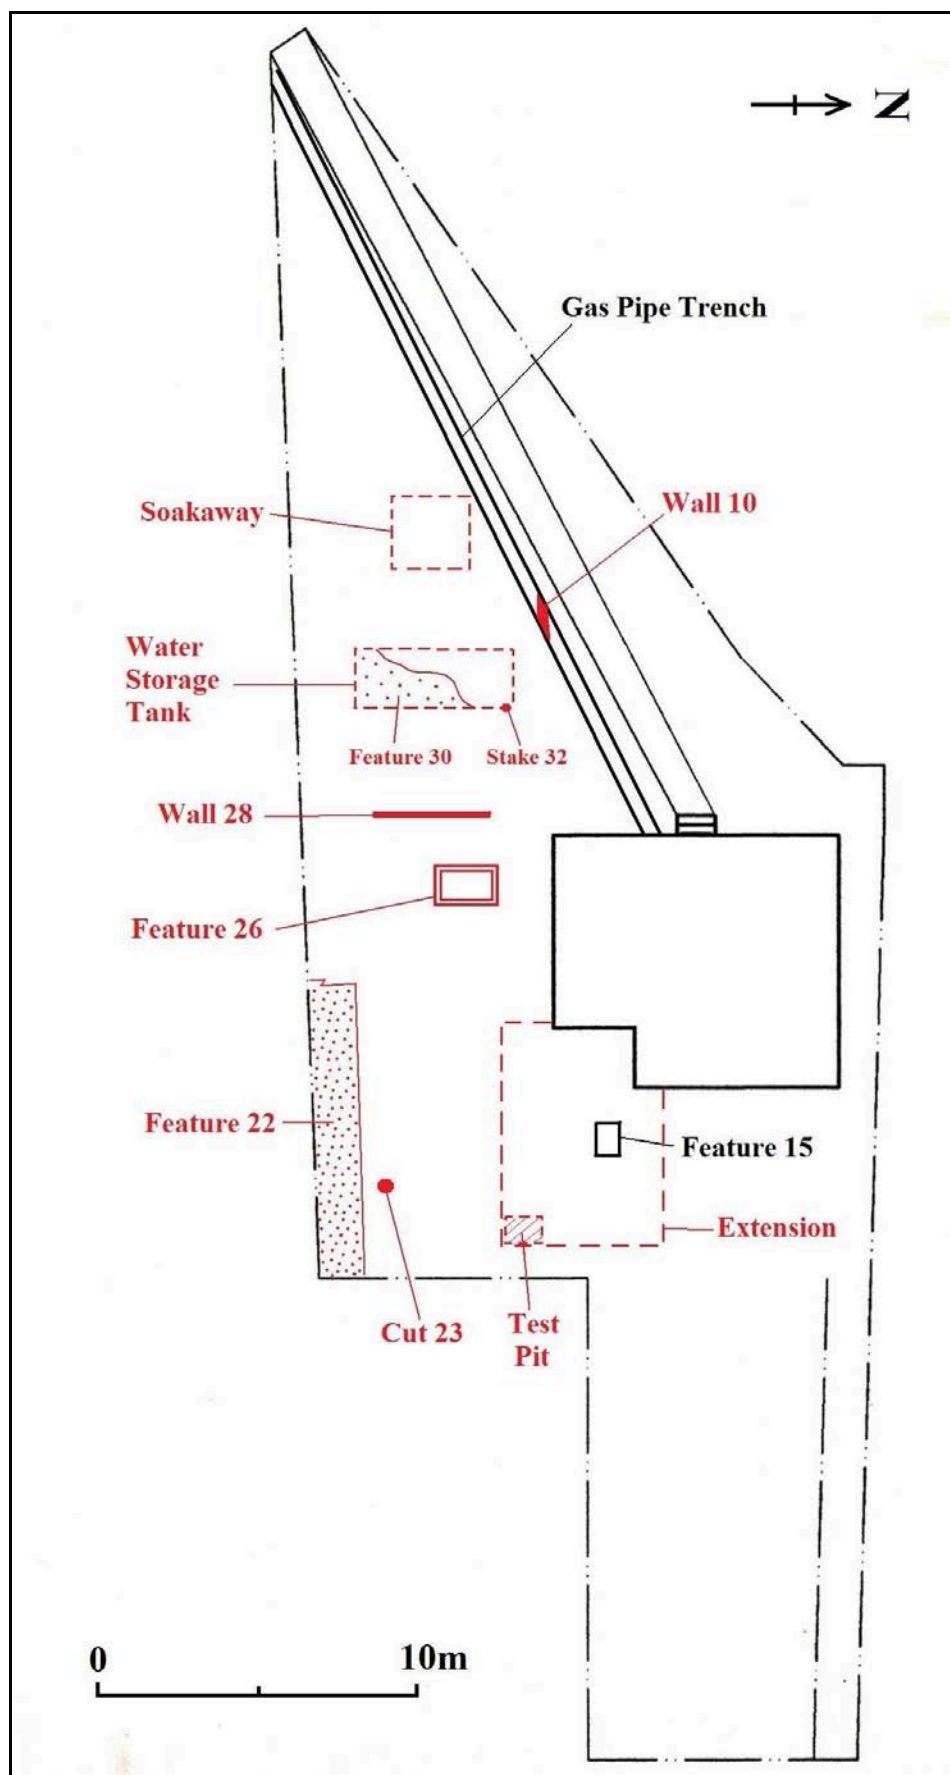 N
Gas Pipe Trench
Wall 10
Soakaway
Water
Storage
Tank
Feature 30
Stake 32
Wall 28
Feature 26
Feature 22
Feature 15
Extension
Cut 23
Test
Pit
0
10m